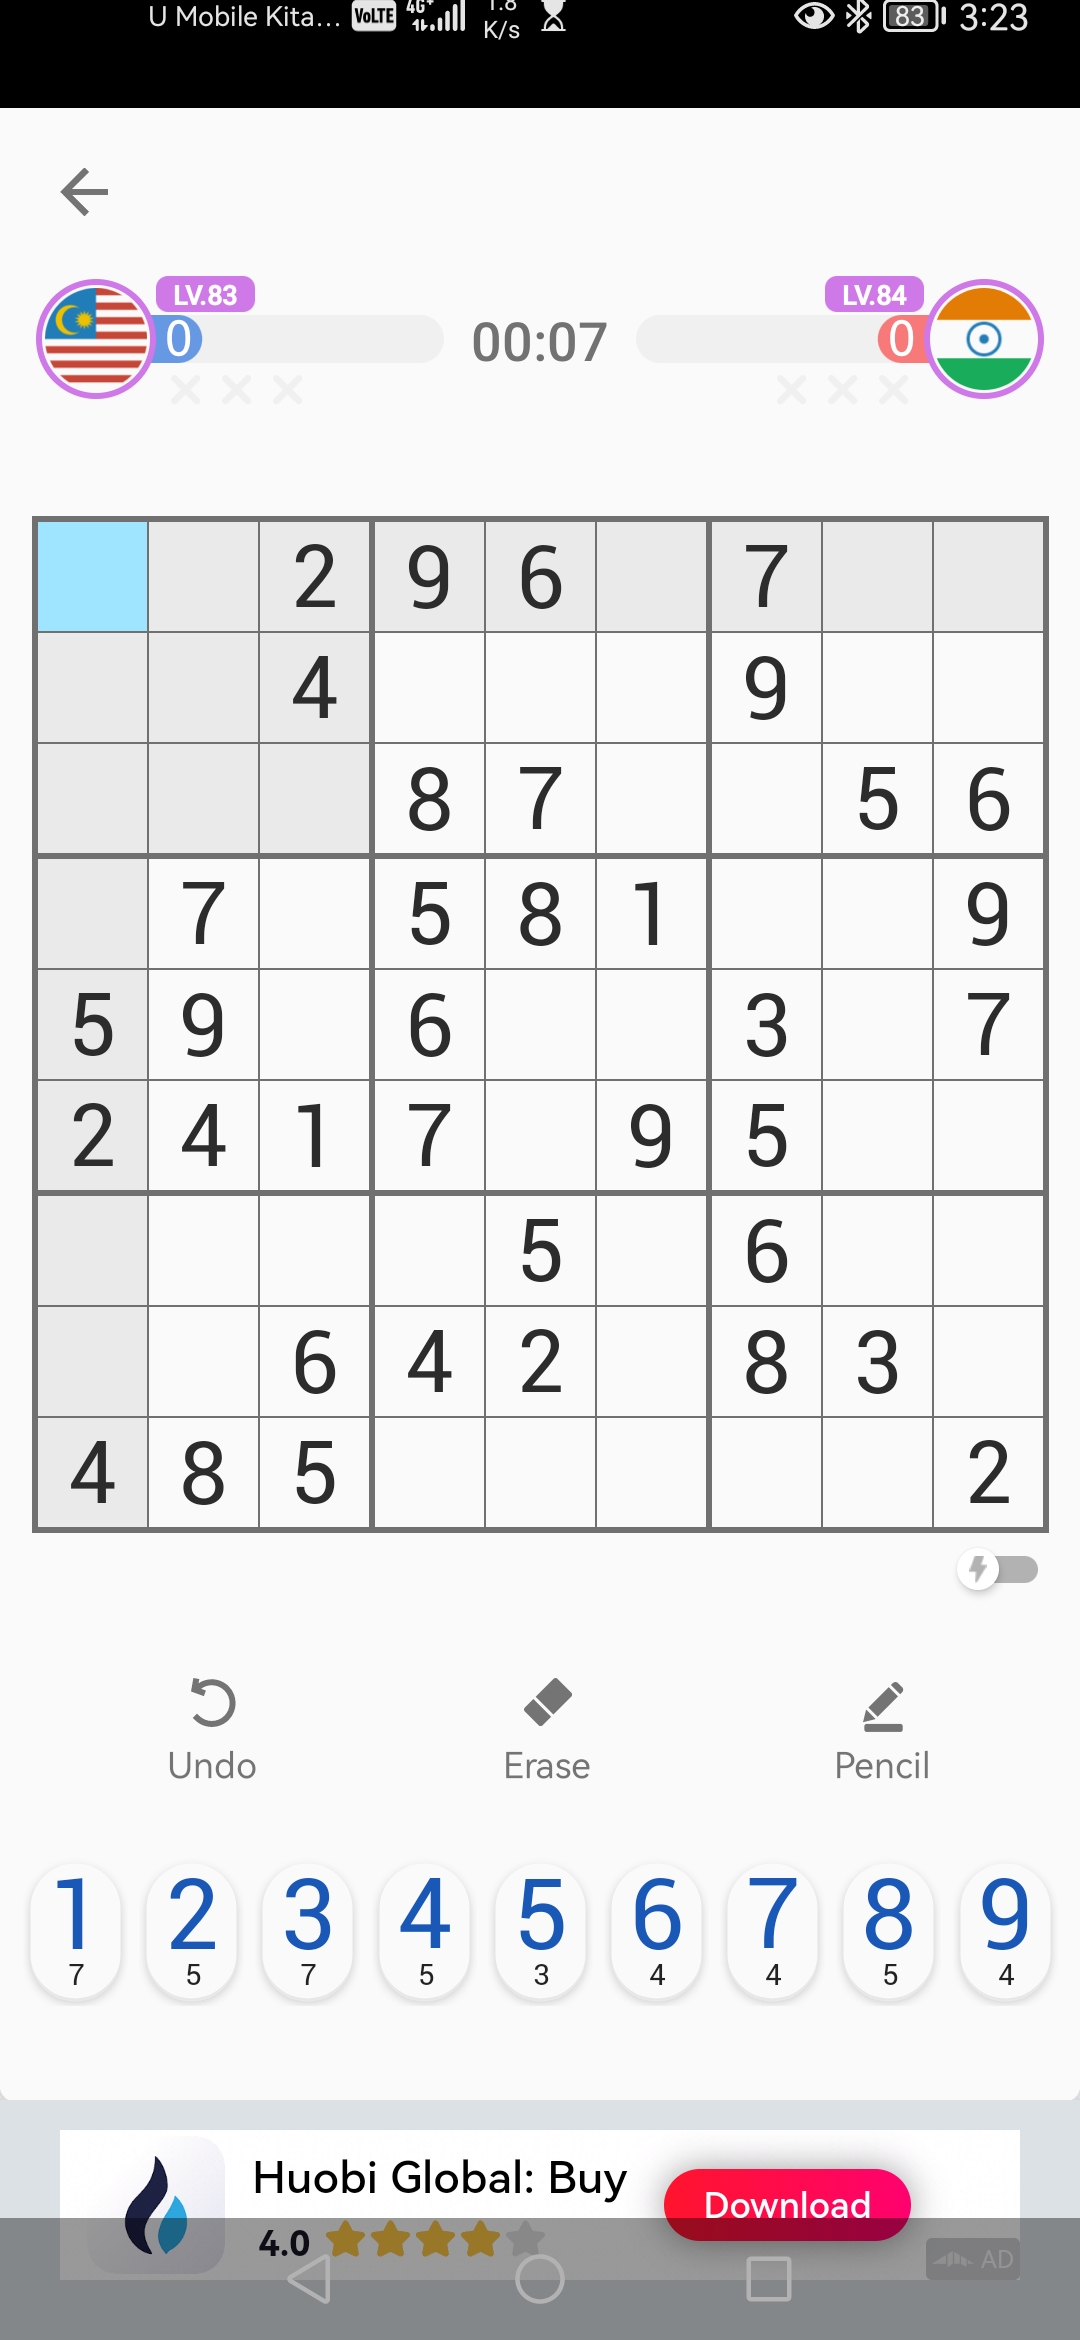 U Mobile Kita... VoLTE 4G+ 1.8 K/s 83 3:23
LV.83 LV.84
0 00:07 0
2 9 6 7
4 9
8 7 5 6
7 5 8 1 9
5 9 6 3 7
2 4 1 7 9 5
5 6
6 4 2 8 3
4 8 5 2
Undo Erase Pencil
1 2 3 4 5 6 7 8 9
7 5 7 5 3 4 4 5 4
Huobi Global: Buy
Download
4.0
AD